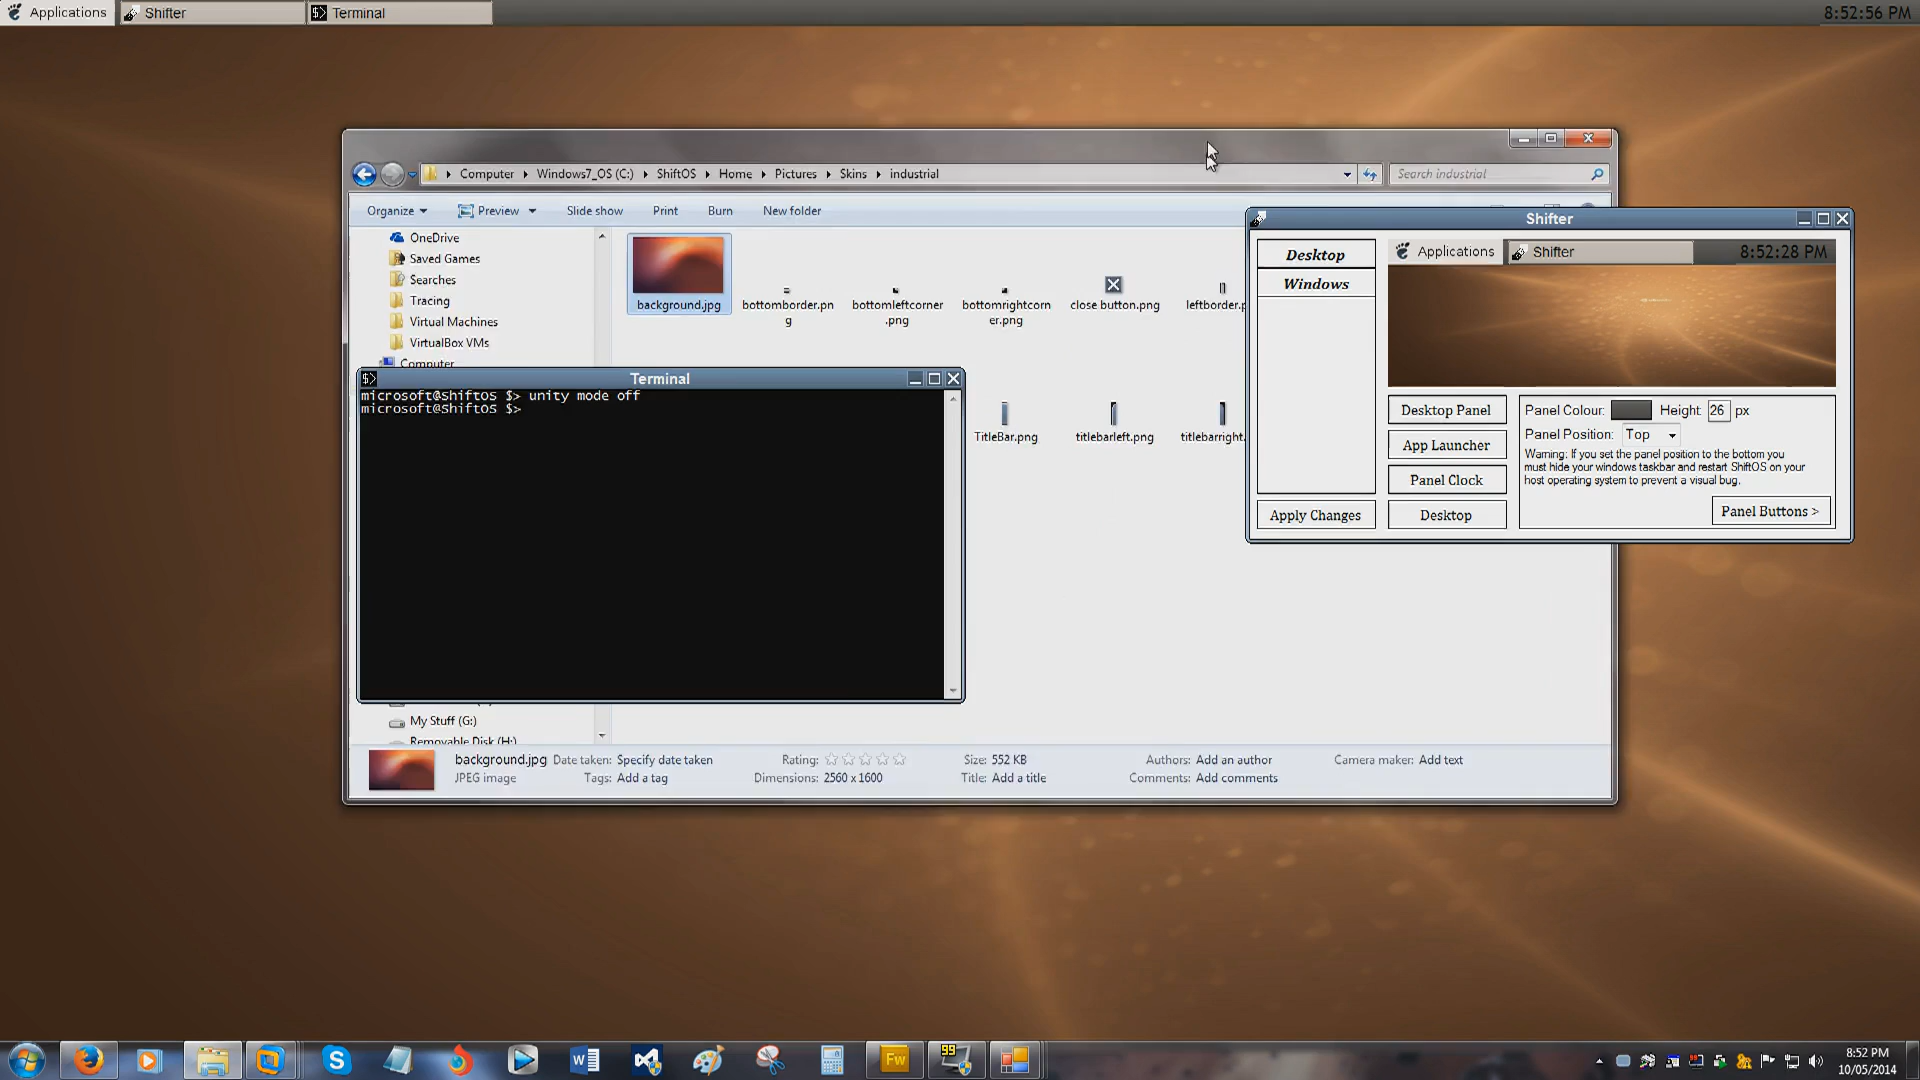 Applications
Shifter
Terminal
8:52:56 PM
Computer
Windows7_OS (C:)
ShiftOS
Home
Pictures
Skins
industrial
Search industrial
Organize
Preview
Slide show
Print
Burn
New folder
OneDrive
Saved Games
Searches
Tracing
Virtual Machines
VirtualBox VMs
Computer
My Stuff (G:)
Removable Disk (H:)
background.jpg
bottomborder.pn
g
bottomleftcorner
.png
bottomrightcorn
er.png
close button.png
leftborder.p
TitleBar.png
titlebarleft.png
titlebarright.
Terminal
microsoft@ShiftOS $> unity mode off
microsoft@ShiftOS $>
Shifter
Desktop
Windows
Apply Changes
Applications
Shifter
8:52:28 PM
Desktop Panel
App Launcher
Panel Clock
Desktop
Panel Colour:
Height:
26
px
Panel Position:
Top
Warning: If you set the panel position to the bottom you
must hide your windows taskbar and restart ShiftOS on your
host operating system to prevent a visual bug.
Panel Buttons >
background.jpg
JPEG image
Date taken: Specify date taken
Tags: Add a tag
Rating:
Dimensions: 2560 x 1600
Size: 552 KB
Title: Add a title
Authors: Add an author
Comments: Add comments
Camera maker: Add text
Fw
99
8:52 PM
10/05/2014